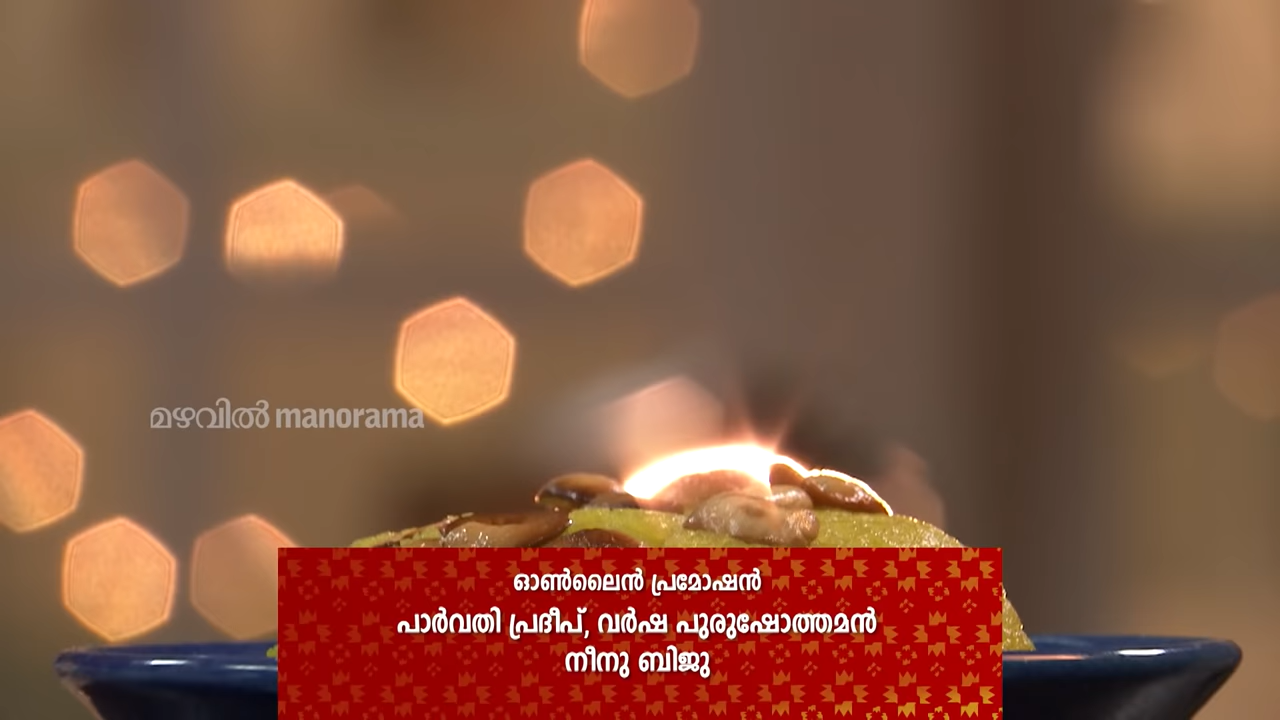 മഴവിൽ manorama
ഓൺലൈൻ പ്രമോഷൻ
പാർവതി പ്രദീപ്, വർഷ പുരുഷോത്തമൻ
നീനു ബിജു